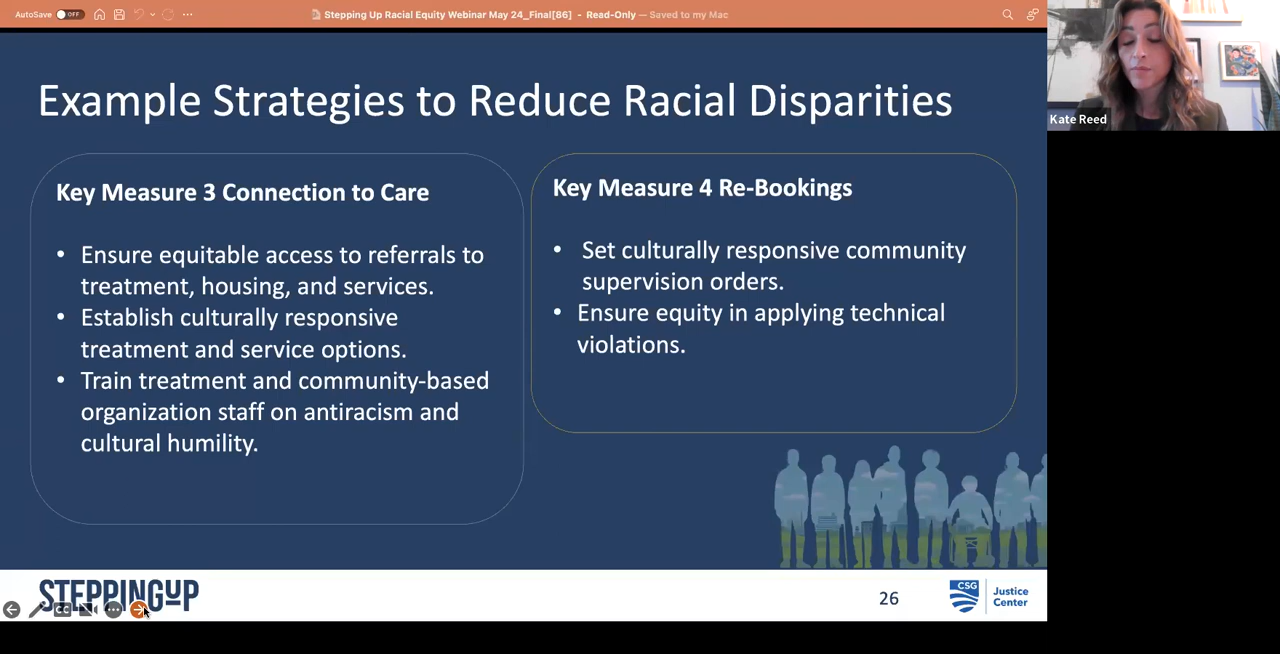 AutoSave OFF
Stepping Up Racial Equity Webinar May 24_Final[86] - Read-Only — Saved to my Mac
Kate Reed
Example Strategies to Reduce Racial Disparities
Key Measure 3 Connection to Care
• Ensure equitable access to referrals to
treatment, housing, and services.
• Establish culturally responsive
treatment and service options.
• Train treatment and community-based
organization staff on antiracism and
cultural humility.
Key Measure 4 Re-Bookings
• Set culturally responsive community
supervision orders.
• Ensure equity in applying technical
violations.
STEPPINGUP
CC
26
CSG
Justice
Center